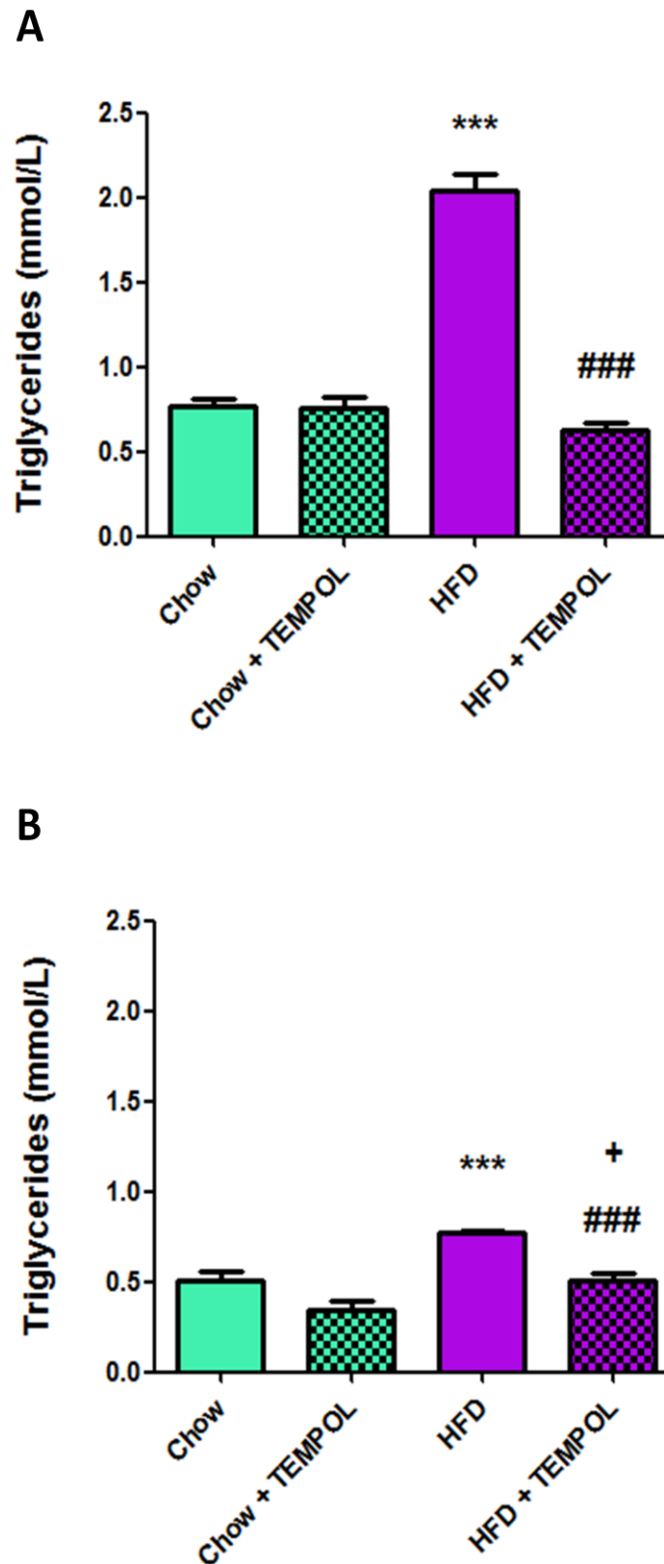 A
Triglycerides (mmol/L)
2.5
2.0
1.5
1.0
0.5
0.0
***
###
Chow
Chow + TEMPOL
HFD
HFD + TEMPOL
B
Triglycerides (mmol/L)
2.5
2.0
1.5
1.0
0.5
0.0
***
+
###
Chow
Chow + TEMPOL
HFD
HFD + TEMPOL